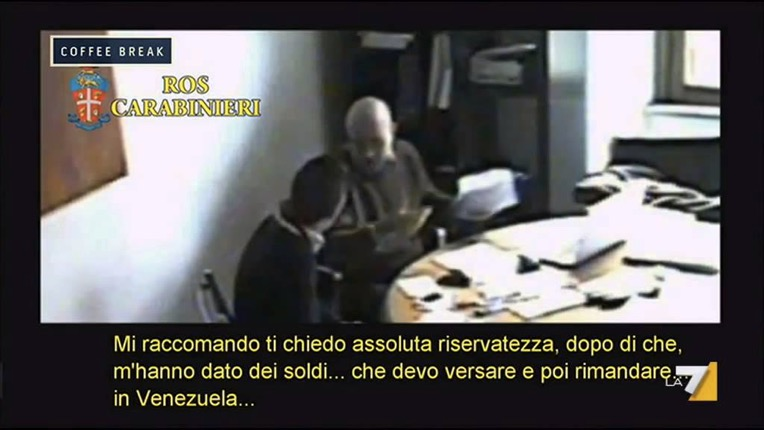 COFFEE BREAK
ROS
CARABINIERI
Mi raccomando ti chiedo assoluta riservatezza, dopo di che,
m'hanno dato dei soldi... che devo versare e poi rimandare...
in Venezuela...
LA7